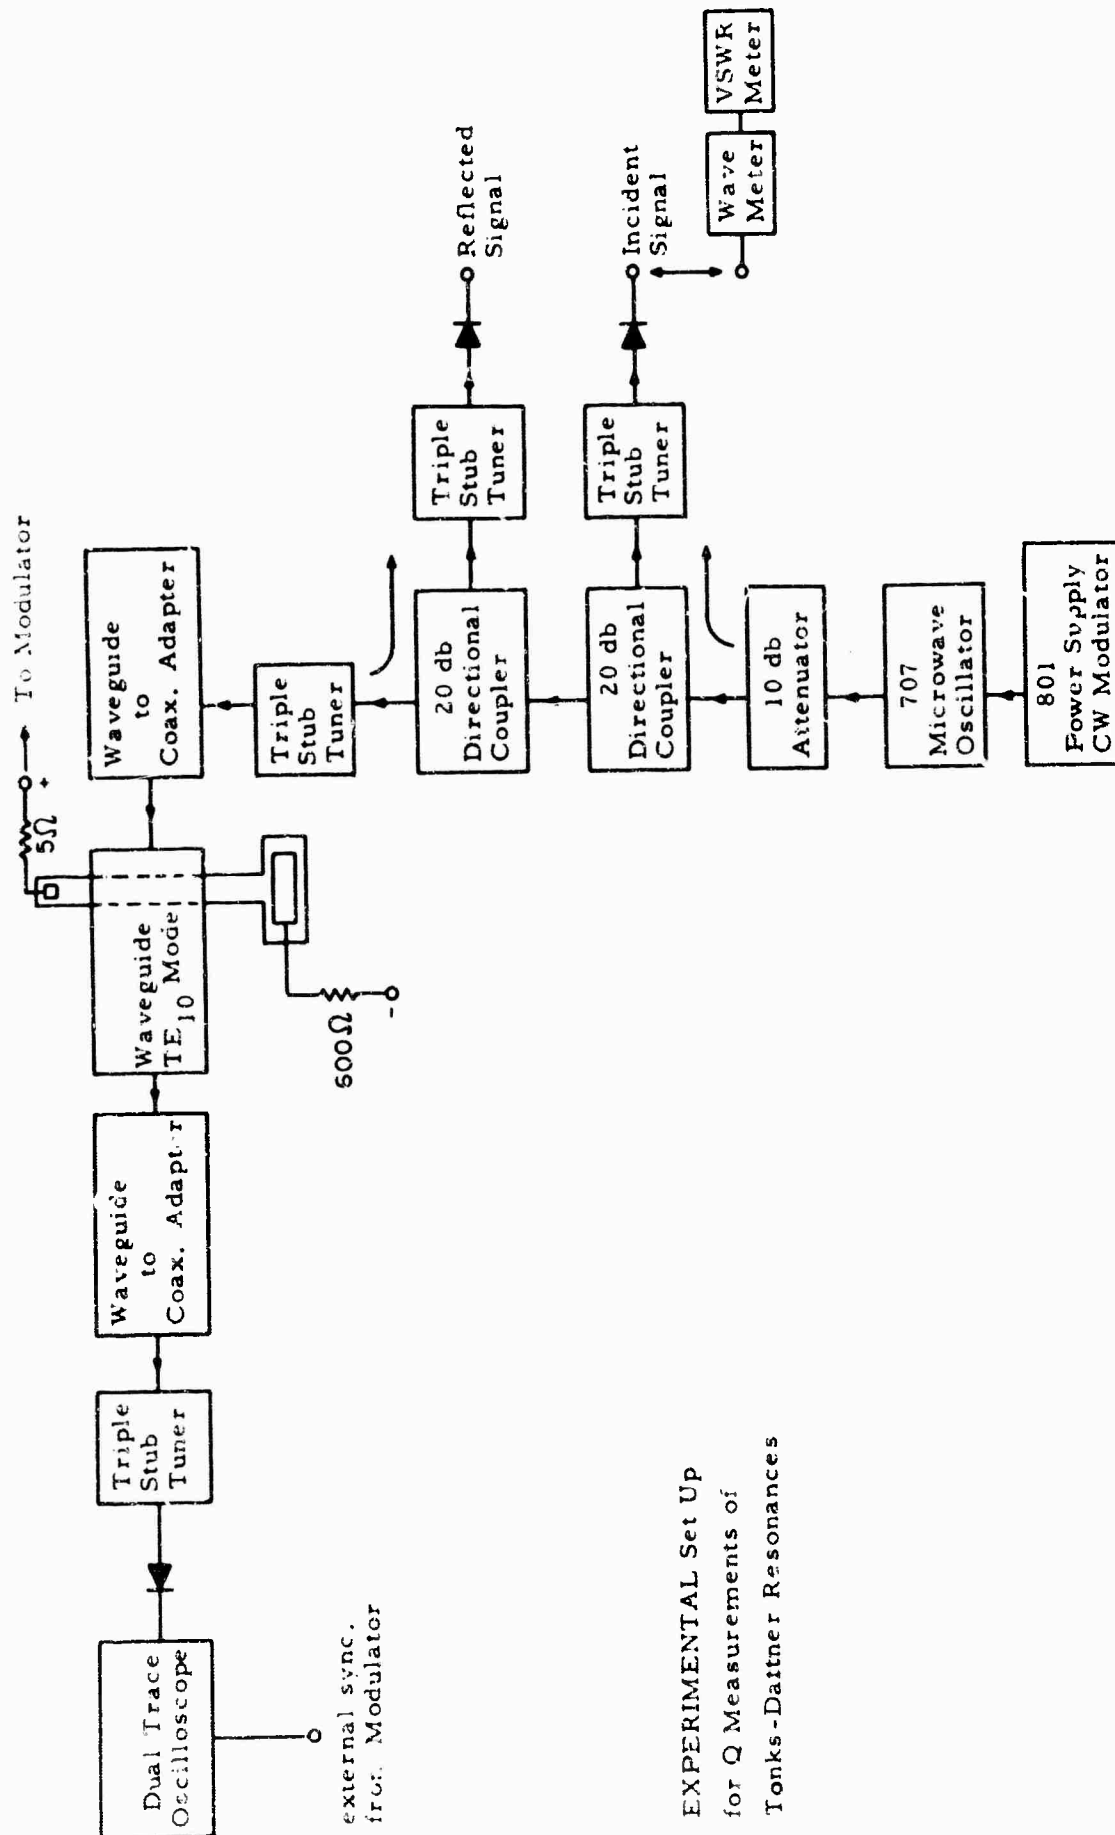 Dual Trace
Oscilloscope
external sync.
from Modulator
Triple
Stub
Tuner
Waveguide
to
Coax. Adapter
Waveguide
TE10 Mode
600Ω
-
5Ω
+
To Modulator
Waveguide
to
Coax. Adapter
Triple
Stub
Tuner
20 db
Directional
Coupler
Triple
Stub
Tuner
Reflected
Signal
20 db
Directional
Coupler
Triple
Stub
Tuner
Incident
Signal
Wave
Meter
VSWR
Meter
10 db
Attenuator
707
Microwave
Oscillator
801
Power Supply
CW Modulator
EXPERIMENTAL Set Up
for Q Measurements of
Tonks-Dattner Resonances